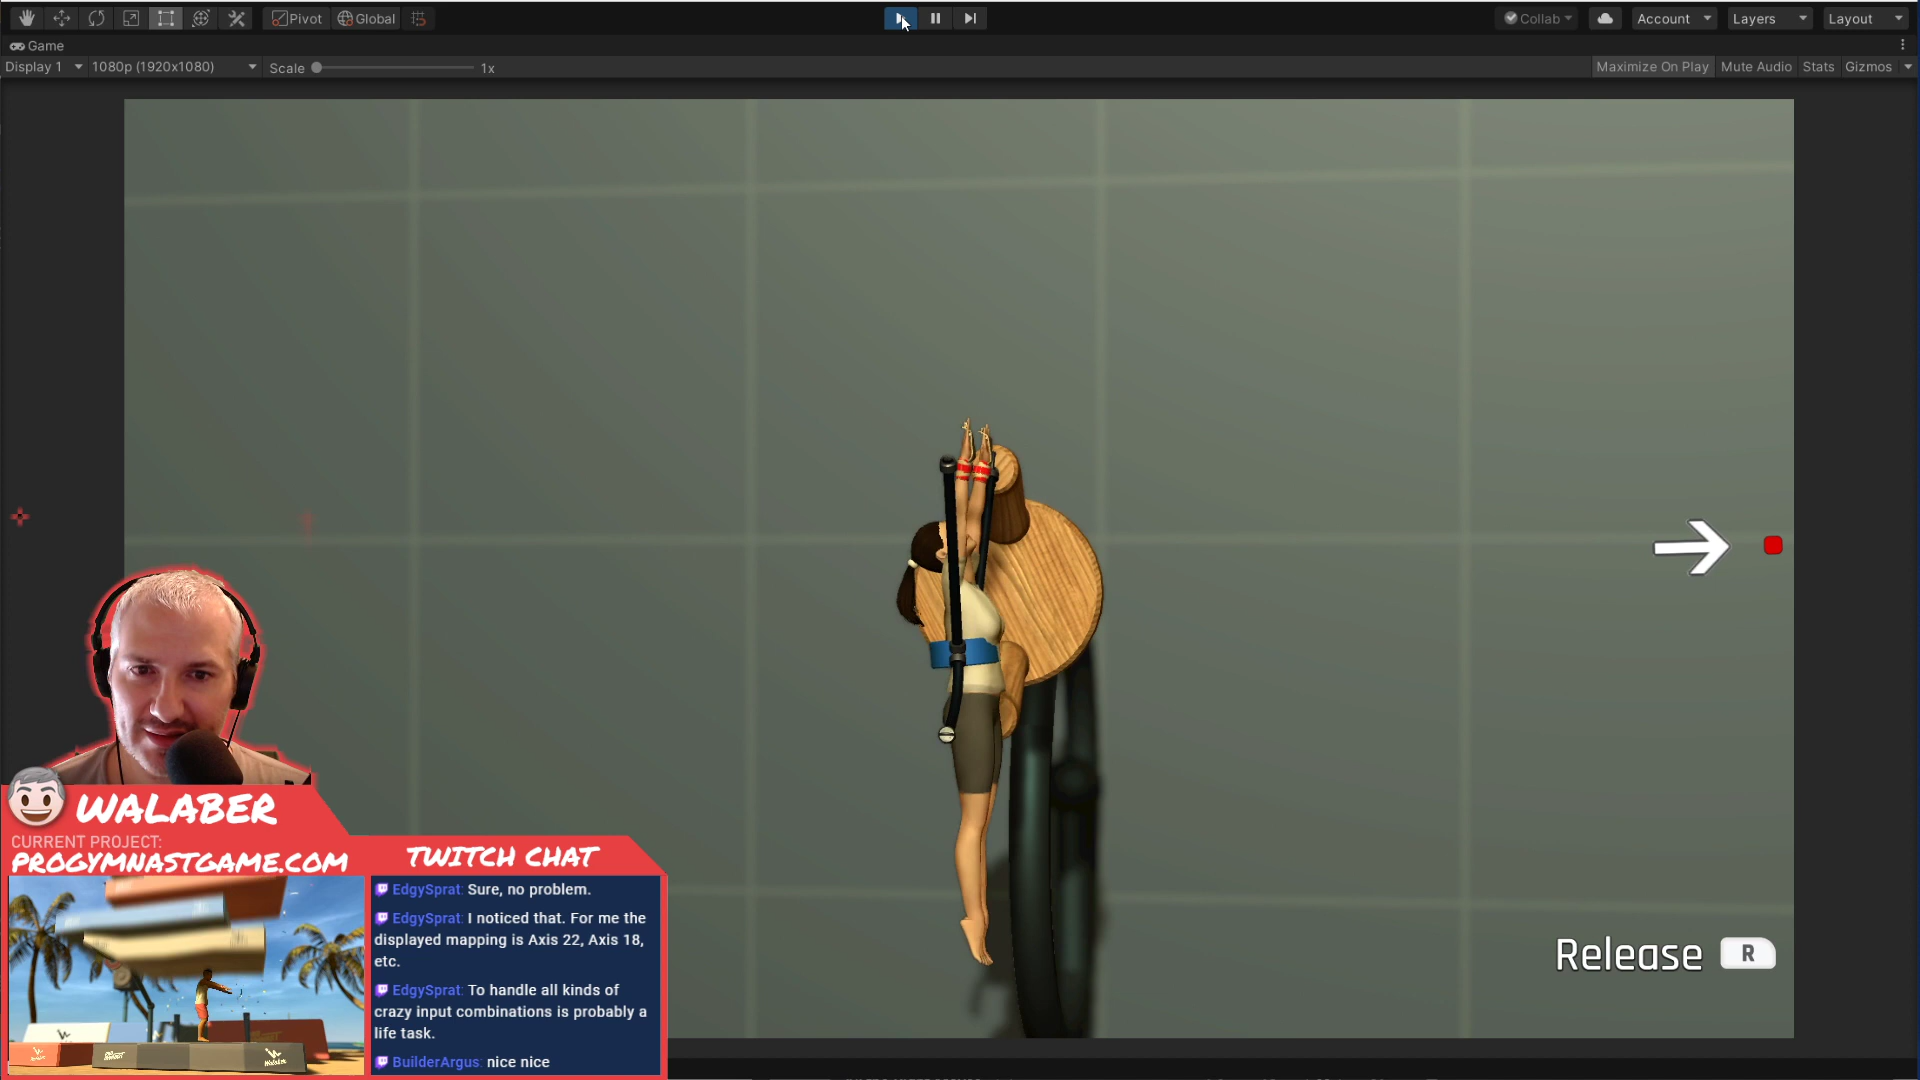 Pivot Global Collab Account Layers Layout
Game
Display 1 1080p (1920x1080) Scale 1x Maximize On Play Mute Audio Stats Gizmos
Release R
WALABER
CURRENT PROJECT:
PROGYMNASTGAME.COM
TWITCH CHAT
EdgySprat: Sure, no problem.
EdgySprat: I noticed that. For me the
displayed mapping is Axis 22, Axis 18,
etc.
EdgySprat: To handle all kinds of
crazy input combinations is probably a
life task.
BuilderArgus: nice nice